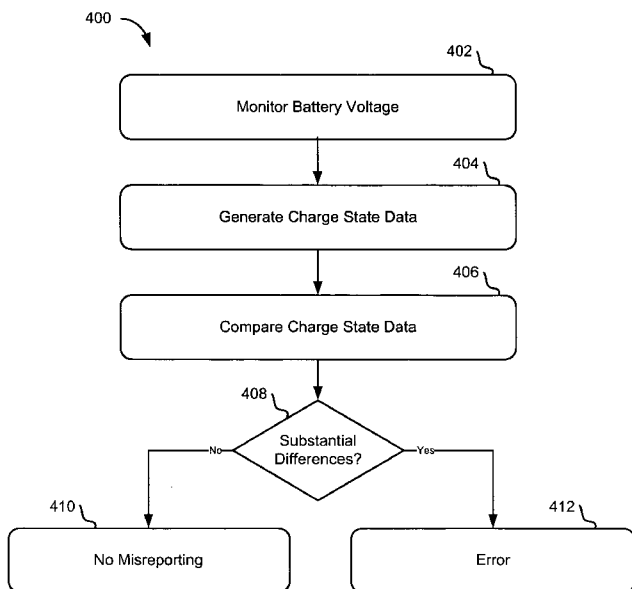 400
402
Monitor Battery Voltage
404
Generate Charge State Data
406
Compare Charge State Data
408
Substantial
Differences?
No
Yes
410
No Misreporting
412
Error